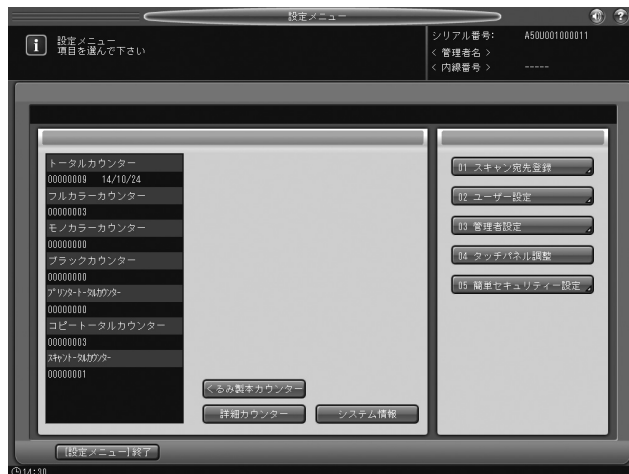 設定メニュー
設定メニュー
項目を選んで下さい
シリアル番号: A50U001000011
< 管理者名 >
< 内線番号 > -----
トータルカウンター
00000009 14/10/24
フルカラーカウンター
00000003
モノカラーカウンター
00000000
ブラックカウンター
00000000
プリンタートータルカウンター
00000000
コピートータルカウンター
00000003
スキャントータルカウンター
00000001
くるみ製本カウンター
詳細カウンター
システム情報
01 スキャン宛先登録
02 ユーザー設定
03 管理者設定
04 タッチパネル調整
05 簡単セキュリティー設定
[設定メニュー]終了
14:30